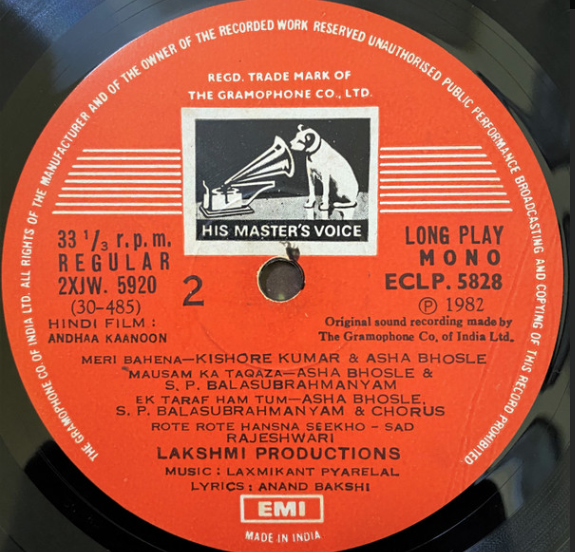 THE GRAMOPHONE CO. OF INDIA LTD. ALL RIGHTS OF THE MANUFACTURER AND OF THE OWNER OF THE RECORDED WORK RESERVED UNAUTHORISED PUBLIC PERFORMANCE BROADCASTING AND COPYING OF THIS RECORD PROHIBITED
REGD. TRADE MARK OF
THE GRAMOPHONE CO., LTD.
HIS MASTER'S VOICE
33 1/3 r.p.m.
REGULAR
2XJW. 5920
(30-485)
2
HINDI FILM :
ANDHAA KAANOON
LONG PLAY
MONO
ECLP. 5828
Ⓟ 1982
Original sound recording made by
The Gramophone Co. of India Ltd.
MERI BAHENA—KISHORE KUMAR & ASHA BHOSLE
MAUSAM KA TAQAZA—ASHA BHOSLE &
S. P. BALASUBRAHMANYAM
EK TARAF HAM TUM—ASHA BHOSLE,
S. P. BALASUBRAHMANYAM & CHORUS
ROTE ROTE HANSNA SEEKHO - SAD
RAJESHWARI
LAKSHMI PRODUCTIONS
MUSIC : LAXMIKANT PYARELAL
LYRICS : ANAND BAKSHI
EMI
MADE IN INDIA